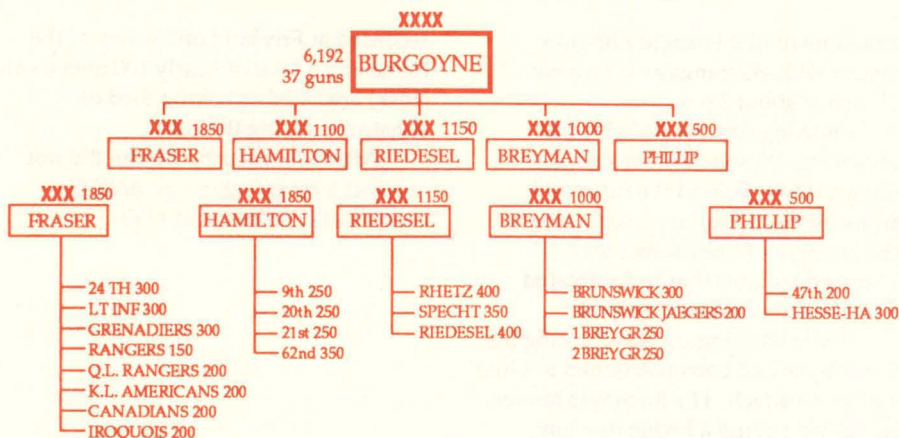 XXXX
6,192
37 guns
BURGOYNE
XXX 1850
FRASER
XXX 1100
HAMILTON
XXX 1150
RIEDESEL
XXX 1000
BREYMAN
XXX 500
PHILLIP
XXX 1850
FRASER
24 TH 300
LT INF 300
GRENADIERS 300
RANGERS 150
Q.L. RANGERS 200
K.L. AMERICANS 200
CANADIANS 200
IROQUOIS 200
XXX 1850
HAMILTON
9th 250
20th 250
21st 250
62nd 350
XXX 1150
RIEDESEL
RHETZ 400
SPECHT 350
RIEDESEL 400
XXX 1000
BREYMAN
BRUNSWICK 300
BRUNSWICK JAEGERS 200
1 BREY GR 250
2 BREY GR 250
XXX 500
PHILLIP
47th 200
HESSE-HA 300